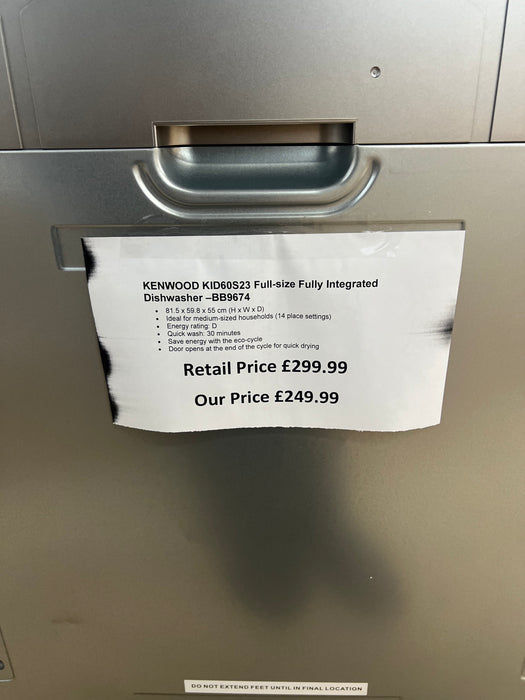 KENWOOD KID60S23 Full-size Fully Integrated
Dishwasher –BB9674
• 81.5 x 59.8 x 55 cm (H x W x D)
• Ideal for medium-sized households (14 place settings)
• Energy rating: D
• Quick wash: 30 minutes
• Save energy with the eco-cycle
• Door opens at the end of the cycle for quick drying
Retail Price £299.99
Our Price £249.99
DO NOT EXTEND FEET UNTIL IN FINAL LOCATION